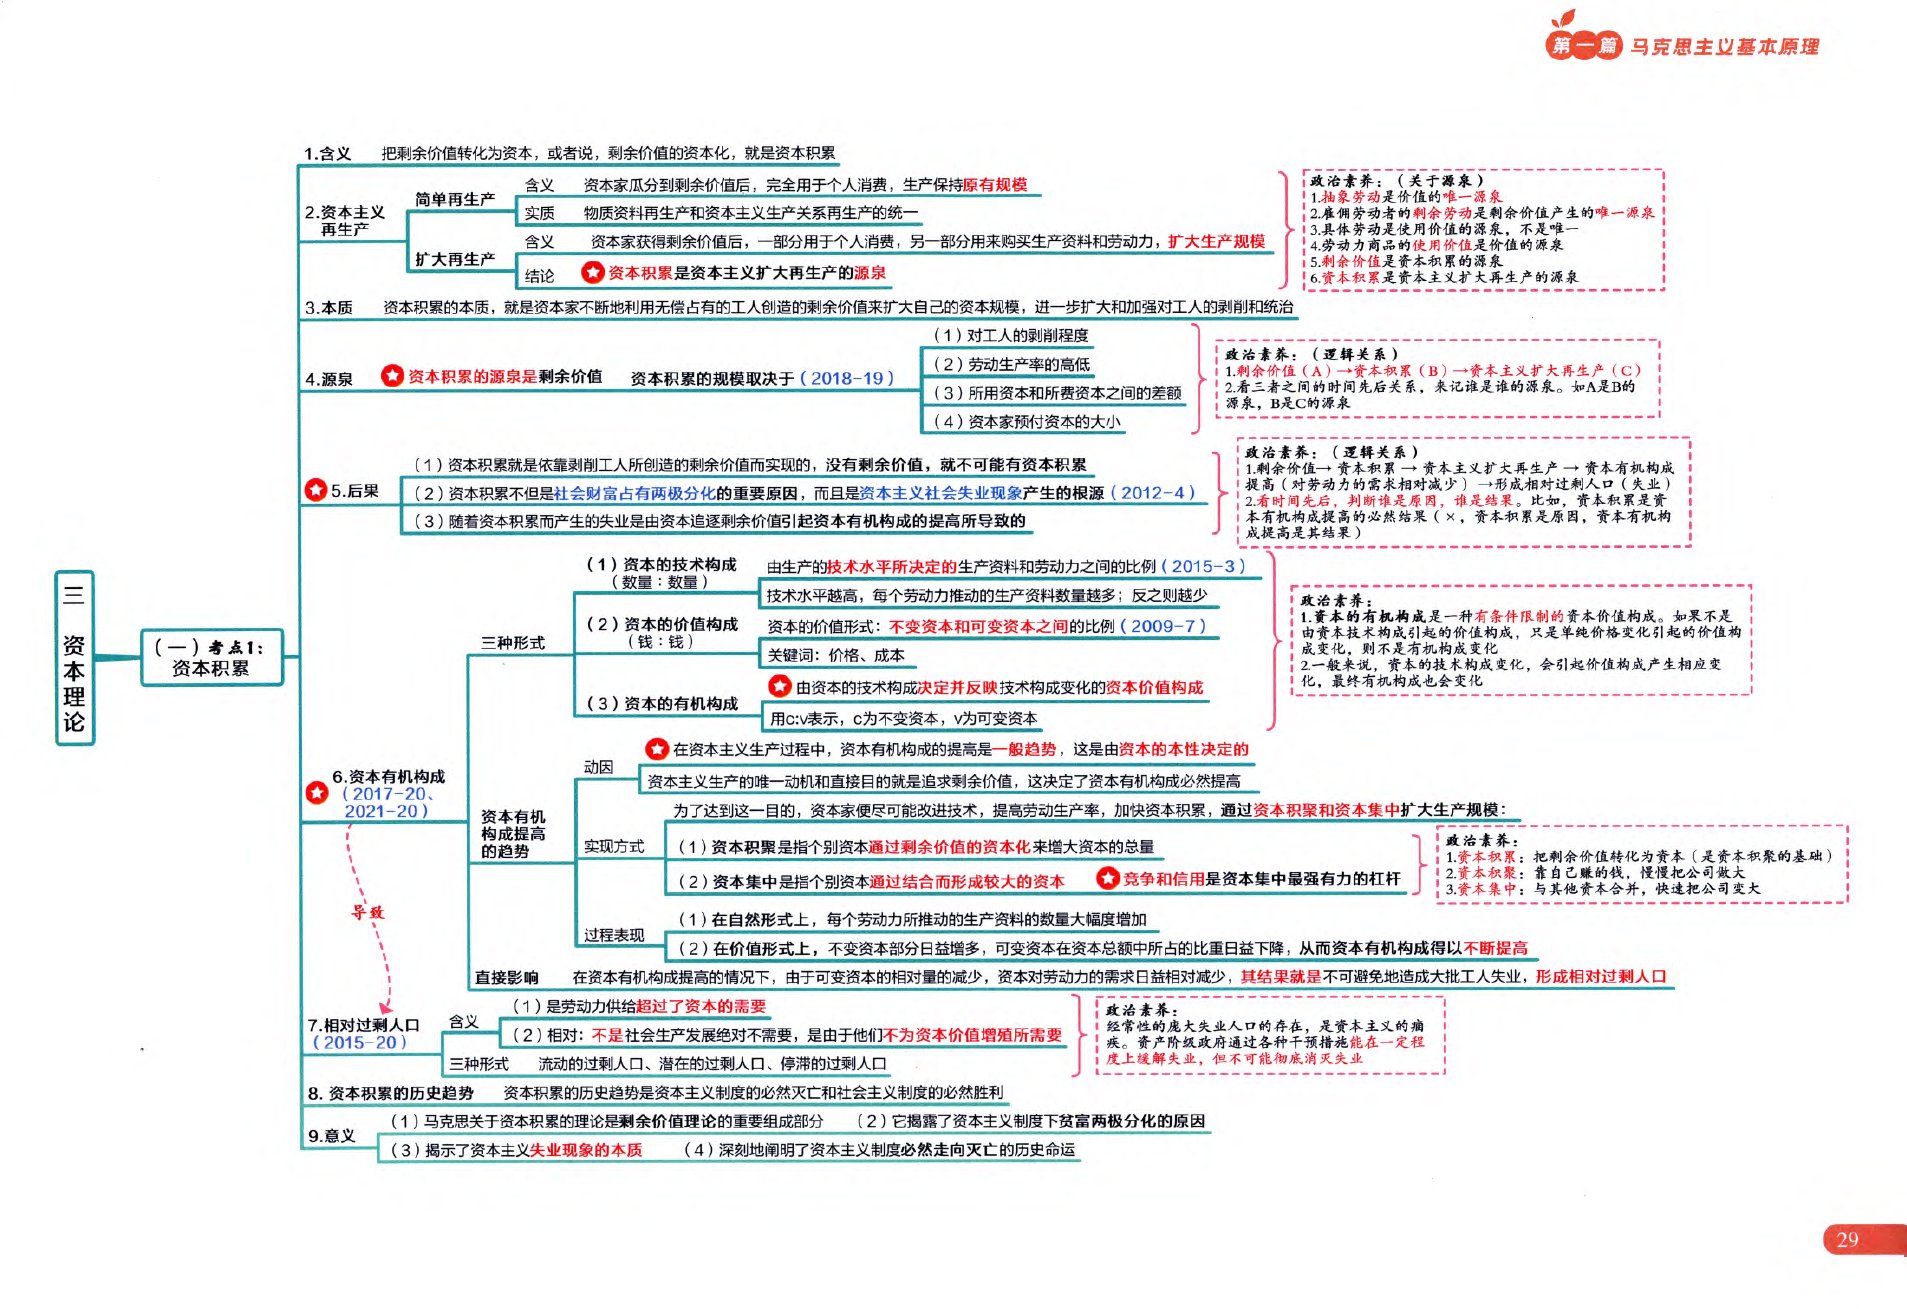 第一篇 马克思主义基本原理
三 资本理论
（一）考点1：
资本积累
1.含义 把剩余价值转化为资本，或者说，剩余价值的资本化，就是资本积累
2.资本主义
再生产
简单再生产
含义 资本家瓜分到剩余价值后，完全用于个人消费，生产保持原有规模
实质 物质资料再生产和资本主义生产关系再生产的统一
扩大再生产
含义 资本家获得剩余价值后，一部分用于个人消费，另一部分用来购买生产资料和劳动力，扩大生产规模
结论 资本积累是资本主义扩大再生产的源泉
政治素养：（关于源泉）
1.抽象劳动是价值的唯一源泉
2.雇佣劳动者的剩余劳动是剩余价值产生的唯一源泉
3.具体劳动是使用价值的源泉，不是唯一
4.劳动力商品的使用价值是价值的源泉
5.剩余价值是资本积累的源泉
6.资本积累是资本主义扩大再生产的源泉
3.本质 资本积累的本质，就是资本家不断地利用无偿占有的工人创造的剩余价值来扩大自己的资本规模，进一步扩大和加强对工人的剥削和统治
4.源泉 资本积累的源泉是剩余价值 资本积累的规模取决于（2018-19）
（1）对工人的剥削程度
（2）劳动生产率的高低
（3）所用资本和所费资本之间的差额
（4）资本家预付资本的大小
政治素养：（逻辑关系）
1.剩余价值（A）→资本积累（B）→资本主义扩大再生产（C）
2.看三者之间的时间先后关系，来记谁是谁的源泉。如A是B的
源泉，B是C的源泉
5.后果
（1）资本积累就是依靠剥削工人所创造的剩余价值而实现的，没有剩余价值，就不可能有资本积累
（2）资本积累不但是社会财富占有两极分化的重要原因，而且是资本主义社会失业现象产生的根源（2012-4）
（3）随着资本积累而产生的失业是由资本追逐剩余价值引起资本有机构成的提高所导致的
政治素养：（逻辑关系）
1.剩余价值→ 资本积累 → 资本主义扩大再生产 → 资本有机构成
提高（对劳动力的需求相对减少）→形成相对过剩人口（失业）
2.看时间先后，判断谁是原因，谁是结果。比如，资本积累是资
本有机构成提高的必然结果（×，资本积累是原因，资本有机构
成提高是其结果）
6.资本有机构成
（2017-20、
2021-20）
三种形式
（1）资本的技术构成
（数量：数量）
由生产的技术水平所决定的生产资料和劳动力之间的比例（2015-3）
技术水平越高，每个劳动力推动的生产资料数量越多；反之则越少
（2）资本的价值构成
（钱：钱）
资本的价值形式：不变资本和可变资本之间的比例（2009-7）
关键词：价格、成本
（3）资本的有机构成
由资本的技术构成决定并反映技术构成变化的资本价值构成
用c:v表示，c为不变资本，v为可变资本
政治素养：
1.资本的有机构成是一种有条件限制的资本价值构成。如果不是
由资本技术构成引起的价值构成，只是单纯价格变化引起的价值构
成变化，则不是有机构成变化
2.一般来说，资本的技术构成变化，会引起价值构成产生相应变
化，最终有机构成也会变化
资本有机
构成提高
的趋势
动因
在资本主义生产过程中，资本有机构成的提高是一般趋势，这是由资本的本性决定的
资本主义生产的唯一动机和直接目的就是追求剩余价值，这决定了资本有机构成必然提高
实现方式
为了达到这一目的，资本家便尽可能改进技术，提高劳动生产率，加快资本积累，通过资本积聚和资本集中扩大生产规模：
（1）资本积聚是指个别资本通过剩余价值的资本化来增大资本的总量
（2）资本集中是指个别资本通过结合而形成较大的资本 竞争和信用是资本集中最强有力的杠杆
政治素养：
1.资本积累：把剩余价值转化为资本（是资本积聚的基础）
2.资本积聚：靠自己赚的钱，慢慢把公司做大
3.资本集中：与其他资本合并，快速把公司变大
过程表现
（1）在自然形式上，每个劳动力所推动的生产资料的数量大幅度增加
（2）在价值形式上，不变资本部分日益增多，可变资本在资本总额中所占的比重日益下降，从而资本有机构成得以不断提高
直接影响 在资本有机构成提高的情况下，由于可变资本的相对量的减少，资本对劳动力的需求日益相对减少，其结果就是不可避免地造成大批工人失业，形成相对过剩人口
导致
7.相对过剩人口
（2015-20）
含义
（1）是劳动力供给超过了资本的需要
（2）相对：不是社会生产发展绝对不需要，是由于他们不为资本价值增殖所需要
三种形式 流动的过剩人口、潜在的过剩人口、停滞的过剩人口
政治素养：
经常性的庞大失业人口的存在，是资本主义的痼
疾。资产阶级政府通过各种干预措施能在一定程
度上缓解失业，但不可能彻底消灭失业
8. 资本积累的历史趋势 资本积累的历史趋势是资本主义制度的必然灭亡和社会主义制度的必然胜利
9.意义
（1）马克思关于资本积累的理论是剩余价值理论的重要组成部分 （2）它揭露了资本主义制度下贫富两极分化的原因
（3）揭示了资本主义失业现象的本质 （4）深刻地阐明了资本主义制度必然走向灭亡的历史命运
29